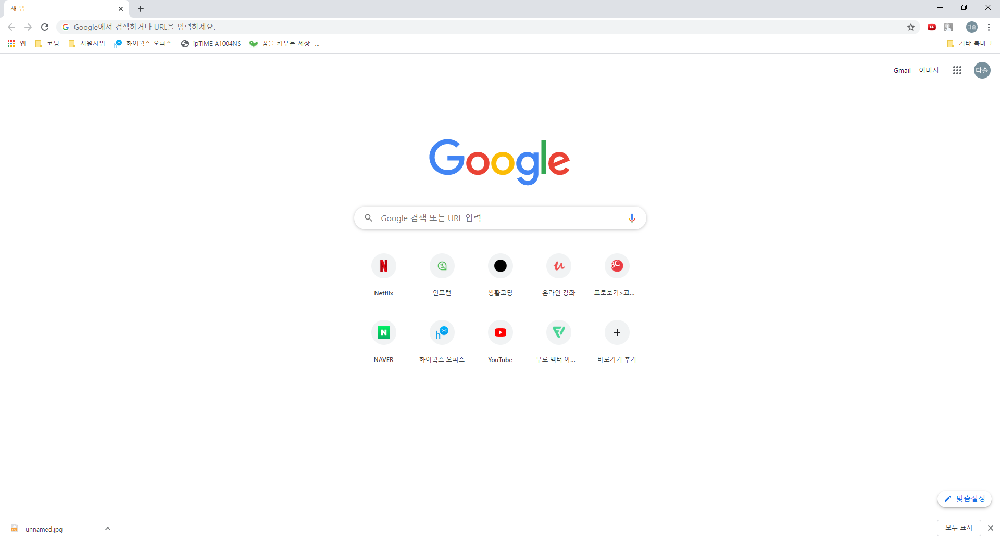 새 탭
Google에서 검색하거나 URL을 입력하세요.
다솔
앱 코딩 지원사업 하이웍스 오피스 ipTIME A1004NS 꿈을 키우는 세상 -... 기타 북마크
Gmail 이미지 다솔
Google
Google 검색 또는 URL 입력
Netflix 인프런 생활코딩 온라인 강좌 표로보기>교...
NAVER 하이웍스 오피스 YouTube 무료 벡터 아... 바로가기 추가
맞춤설정
unnamed.jpg 모두 표시